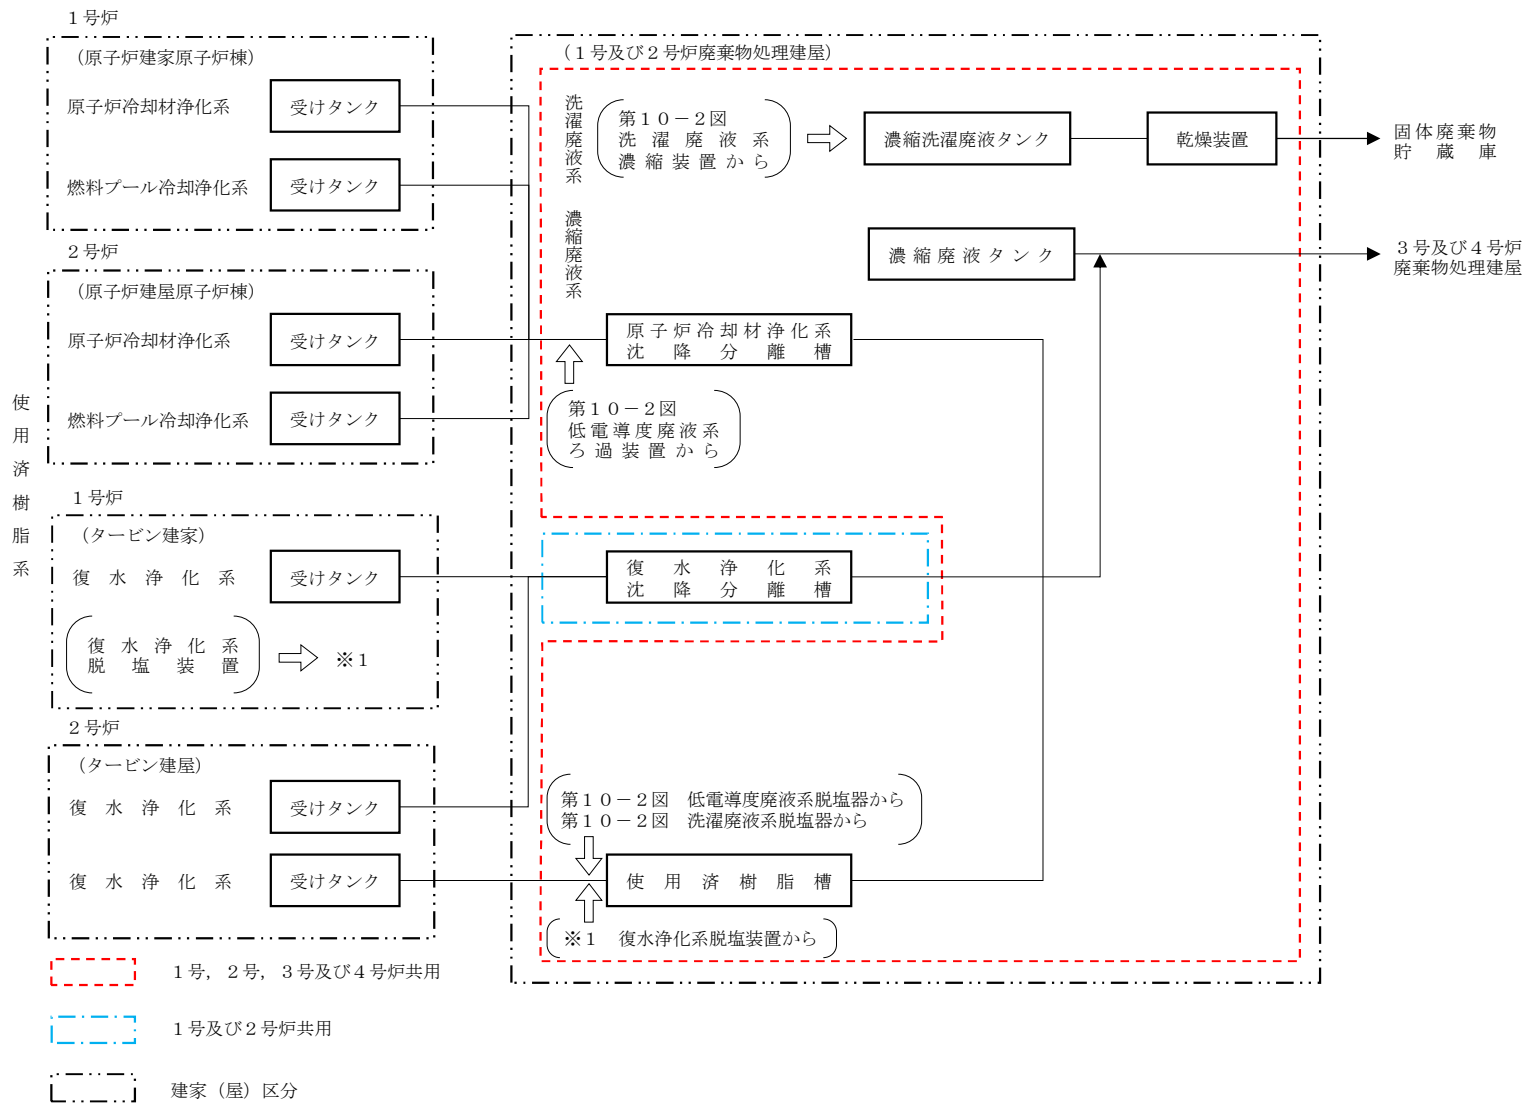 １号炉
（原子炉建家原子炉棟）
原子炉冷却材浄化系
受けタンク
燃料プール冷却浄化系
受けタンク
２号炉
（原子炉建屋原子炉棟）
原子炉冷却材浄化系
受けタンク
燃料プール冷却浄化系
受けタンク
使用済樹脂系
１号炉
（タービン建家）
復水浄化系
受けタンク
復水浄化系
脱塩装置
※１
２号炉
（タービン建屋）
復水浄化系
受けタンク
復水浄化系
受けタンク
（１号及び２号炉廃棄物処理建屋）
洗濯廃液系
第１０－２図
洗濯廃液系
濃縮装置から
濃縮洗濯廃液タンク
乾燥装置
固体廃棄物
貯蔵庫
濃縮廃液系
濃縮廃液タンク
３号及び４号炉
廃棄物処理建屋
原子炉冷却材浄化系
沈降分離槽
第１０－２図
低電導度廃液系
ろ過装置から
復水浄化系
沈降分離槽
第１０－２図　低電導度廃液系脱塩器から
第１０－２図　洗濯廃液系脱塩器から
使用済樹脂槽
※１　復水浄化系脱塩装置から
１号，２号，３号及び４号炉共用
１号及び２号炉共用
建家（屋）区分